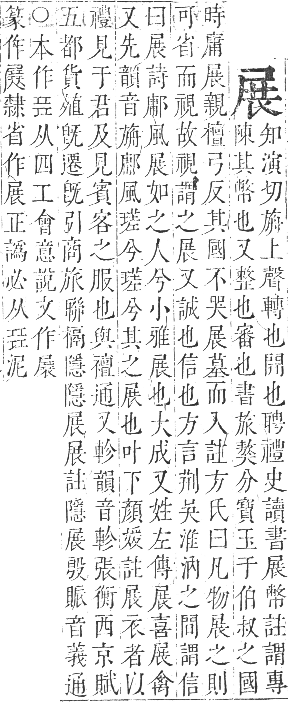 展 知演切旃上聲轉也開也聘禮史讀書展幣註謂專
陳其幣也又整也審也書旅獒分寶玉于伯叔之國
時庸展親檀弓反其國不哭展墓而入註方氏曰凡物展之則
可省而視故視謂之展又誠也信也方言荆吳淮汭之間謂信
曰展詩鄘風展如之人兮小雅展也大成又姓左傳展喜展禽
又先韻音旃鄘風瑳兮瑳兮其之展也叶下顏媛註展衣者以
禮見于君及見賓客之服也與襢通又軫韻音軫張衡西京賦
五都貨殖旣遷旣引商旅聯槅隱隱展展註隱展殷賑音義通
〇本作㠭从四工會意說文作㞡
篆作㞡隸省作展正譌必从㠭泥